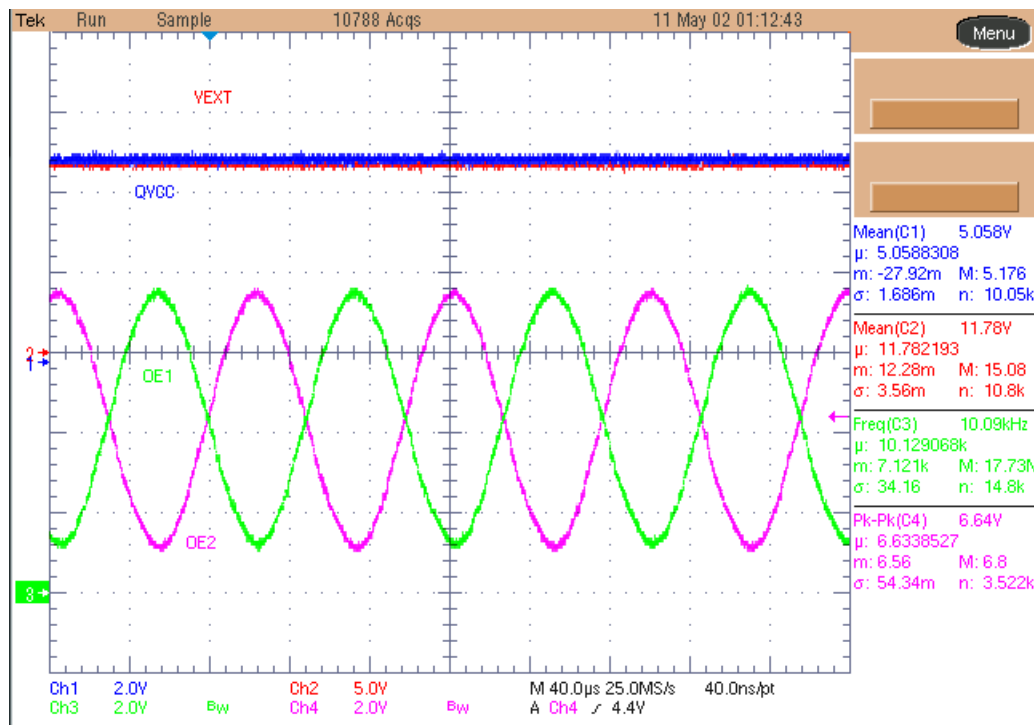 Tek Run Sample 10788 Acqs 11 May 02 01:12:43
Menu
VEXT
QVCC
OE1
OE2
2
1
3
Mean(C1) 5.058V
µ: 5.0588308
m: -27.92m M: 5.176
σ: 1.686m n: 10.05k
Mean(C2) 11.78V
µ: 11.782193
m: 12.28m M: 15.08
σ: 3.56m n: 10.8k
Freq(C3) 10.09kHz
µ: 10.129068k
m: 7.121k M: 17.73M
σ: 34.16 n: 14.8k
Pk-Pk(C4) 6.64V
µ: 6.6338527
m: 6.56 M: 6.8
σ: 54.34m n: 3.522k
Ch1 2.0V Ch2 5.0V M 40.0µs 25.0MS/s 40.0ns/pt
Ch3 2.0V Bw Ch4 2.0V Bw A Ch4 ∕ 4.4V